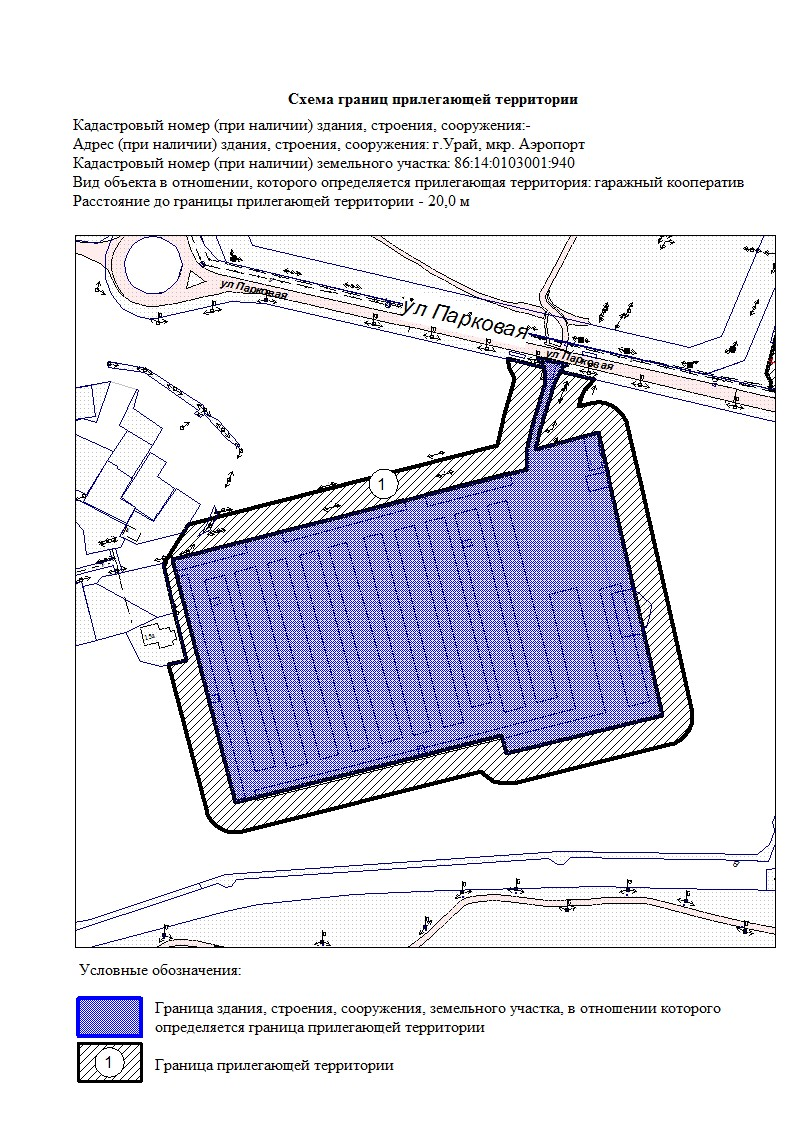 Схема границ прилегающей территории
Кадастровый номер (при наличии) здания, строения, сооружения:-
Адрес (при наличии) здания, строения, сооружения: г.Урай, мкр. Аэропорт
Кадастровый номер (при наличии) земельного участка: 86:14:0103001:940
Вид объекта в отношении, которого определяется прилегающая территория: гаражный кооператив
Расстояние до границы прилегающей территории - 20,0 м
ул Парковая
ул Парковая
ул Парковая
1
Условные обозначения:
Граница здания, строения, сооружения, земельного участка, в отношении которого
определяется граница прилегающей территории
1
Граница прилегающей территории